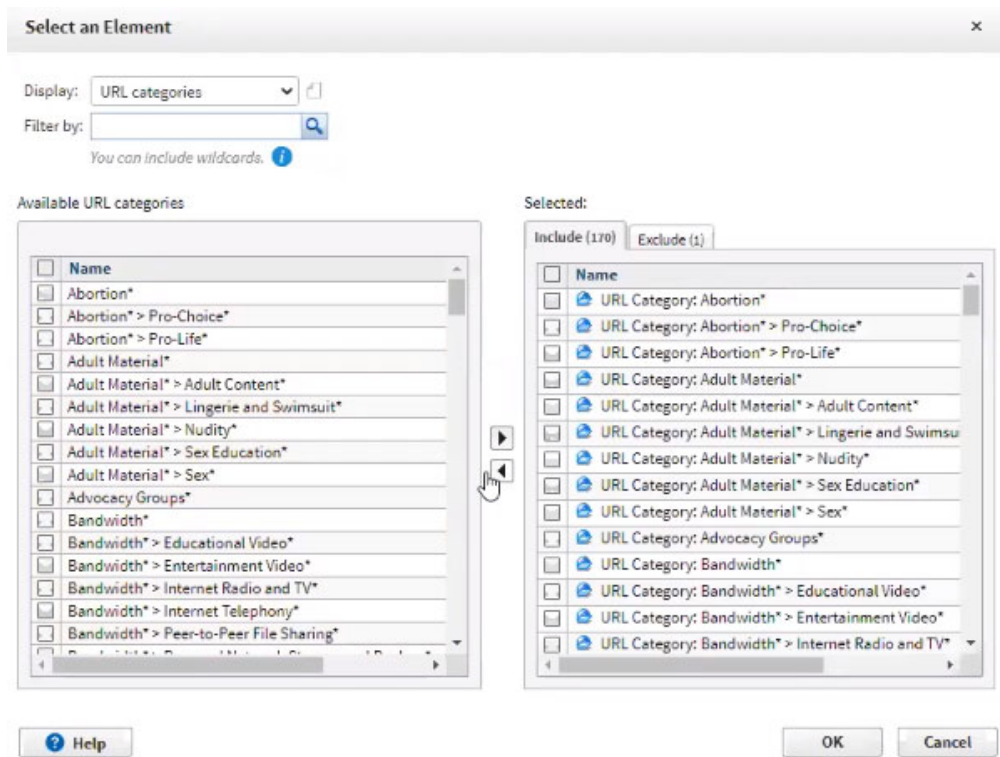 Select an Element
Display: URL categories
Filter by:
You can include wildcards.
Available URL categories
Name
Abortion*
Abortion* > Pro-Choice*
Abortion* > Pro-Life*
Adult Material*
Adult Material* > Adult Content*
Adult Material* > Lingerie and Swimsuit*
Adult Material* > Nudity*
Adult Material* > Sex Education*
Adult Material* > Sex*
Advocacy Groups*
Bandwidth*
Bandwidth* > Educational Video*
Bandwidth* > Entertainment Video*
Bandwidth* > Internet Radio and TV*
Bandwidth* > Internet Telephony*
Bandwidth* > Peer-to-Peer File Sharing*
Selected:
Include (170) Exclude (1)
Name
URL Category: Abortion*
URL Category: Abortion* > Pro-Choice*
URL Category: Abortion* > Pro-Life*
URL Category: Adult Material*
URL Category: Adult Material* > Adult Content*
URL Category: Adult Material* > Lingerie and Swimsu
URL Category: Adult Material* > Nudity*
URL Category: Adult Material* > Sex Education*
URL Category: Adult Material* > Sex*
URL Category: Advocacy Groups*
URL Category: Bandwidth*
URL Category: Bandwidth* > Educational Video*
URL Category: Bandwidth* > Entertainment Video*
URL Category: Bandwidth* > Internet Radio and TV*
Help
OK
Cancel